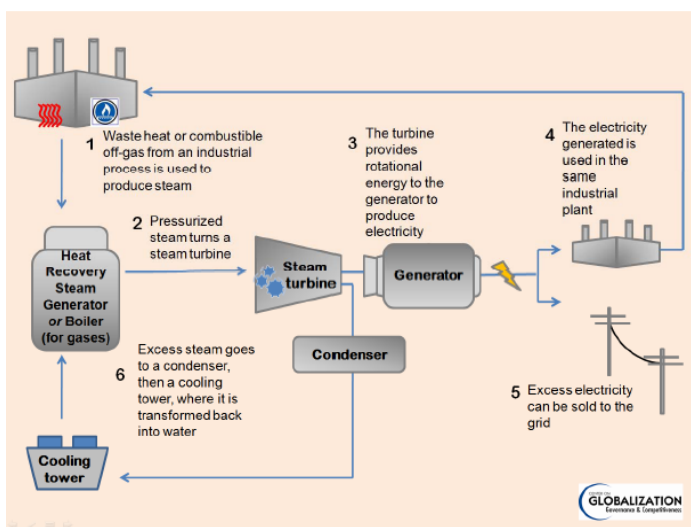 1 Waste heat or combustible
off-gas from an industrial
process is used to
produce steam
2 Pressurized
steam turns a
steam turbine
3 The turbine
provides
rotational
energy to the
generator to
produce
electricity
4 The electricity
generated is
used in the
same
industrial
plant
Heat
Recovery
Steam
Generator
or Boiler
(for gases)
Steam
turbine
Generator
Condenser
5 Excess electricity
can be sold to the
grid
6 Excess steam goes
to a condenser,
then a cooling
tower, where it is
transformed back
into water
Cooling
tower
CENTER ON
GLOBALIZATION
Governance & Competitiveness